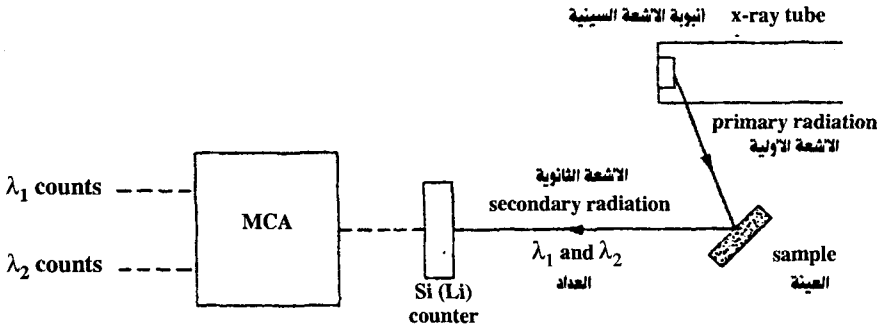 انبوبة الاشعة السينية x-ray tube
primary radiation
الاشعة الاولية
الاشعة الثانوية
secondary radiation
λ1 counts
MCA
λ1 and λ2
sample
λ2 counts
العداد
العينة
Si (Li)
counter